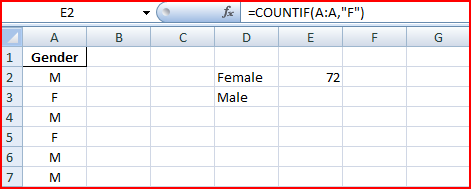 E2 =COUNTIF(A:A,"F")
A B C D E F G
1 Gender
2 M Female 72
3 F Male
4 M
5 F
6 M
7 M